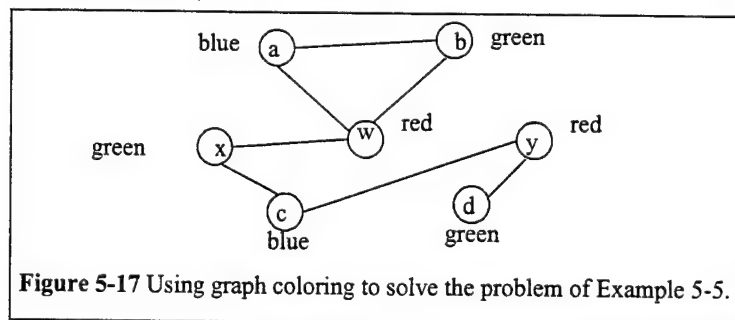 blue a b green
green x w red y red
c d
blue green
Figure 5-17 Using graph coloring to solve the problem of Example 5-5.